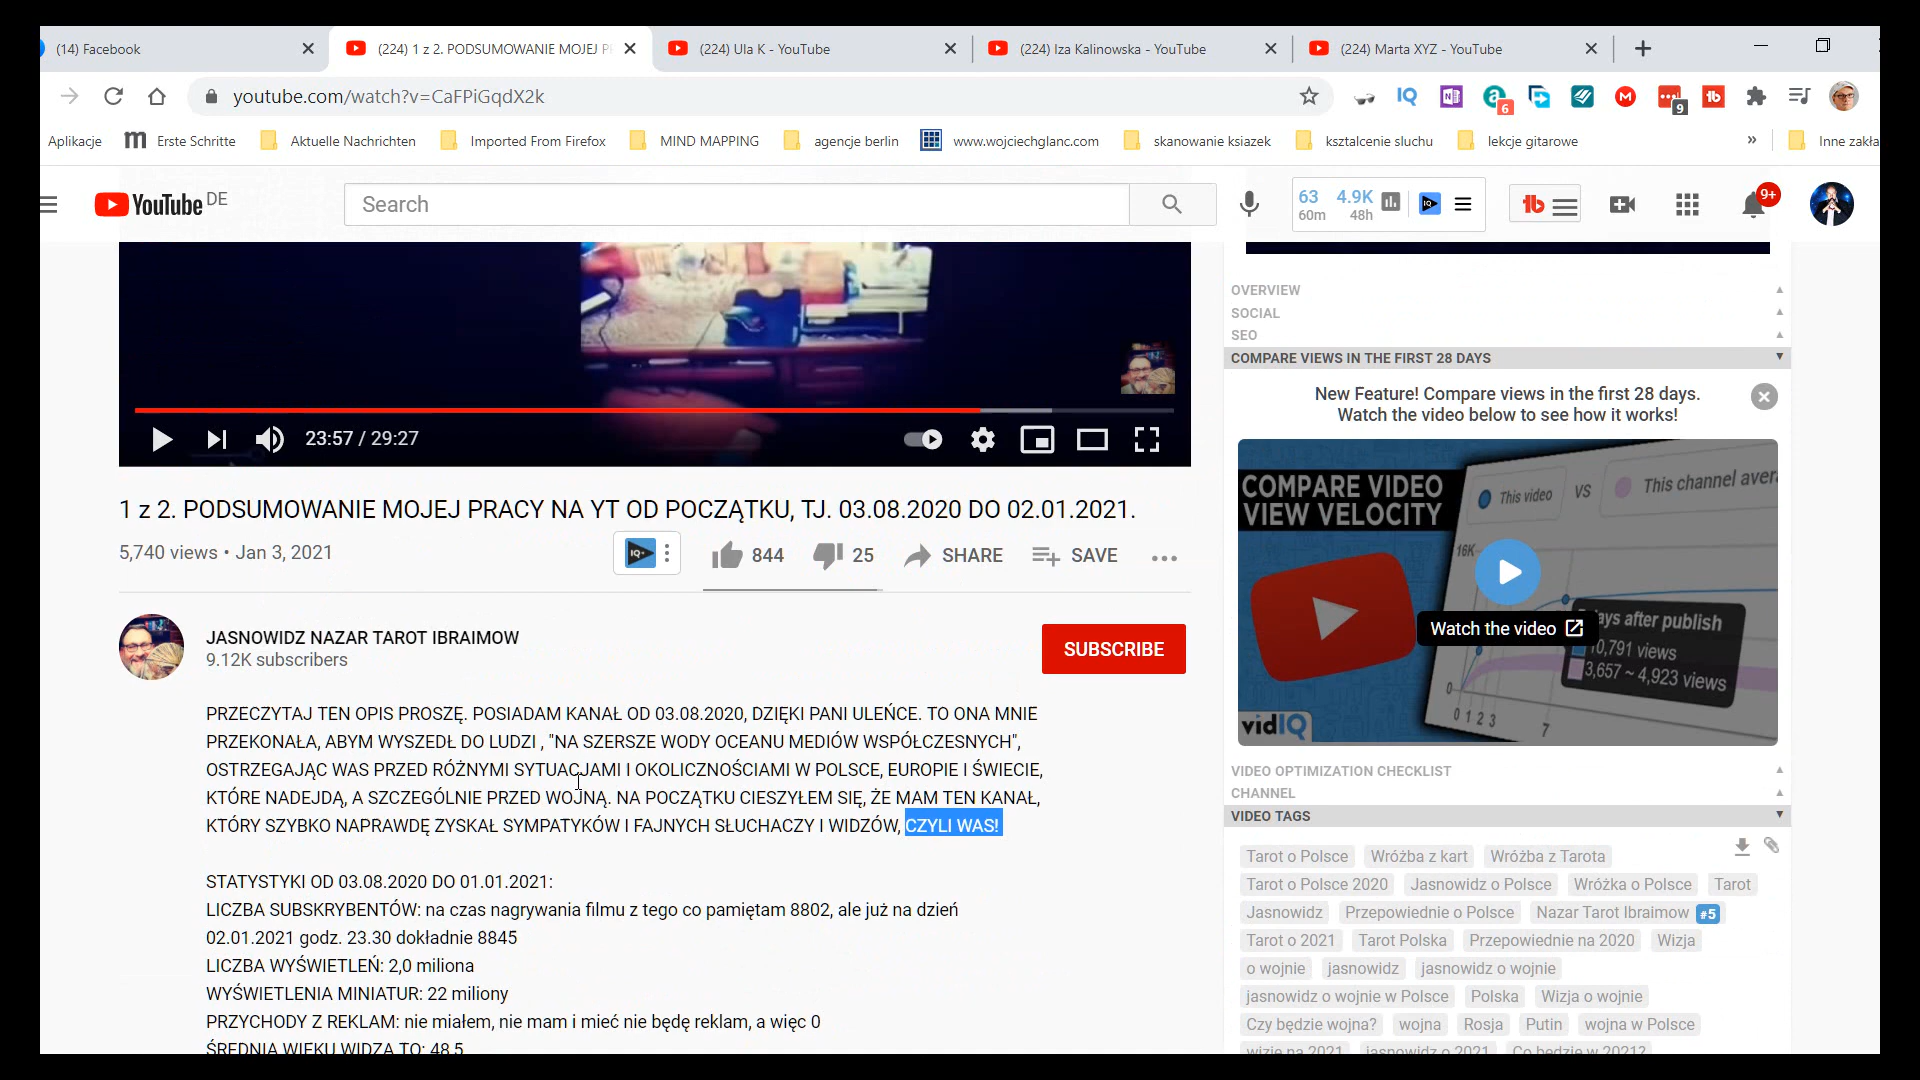 (14) Facebook
(224) 1 z 2. PODSUMOWANIE MOJEJ P
(224) Ula K - YouTube
(224) Iza Kalinowska - YouTube
(224) Marta XYZ - YouTube
youtube.com/watch?v=CaFPiGqdX2k
Aplikacje
Erste Schritte
Aktuelle Nachrichten
Imported From Firefox
MIND MAPPING
agencje berlin
www.wojciechglanc.com
skanowanie ksiazek
ksztalcenie sluchu
lekcje gitarowe
»
Inne zakła
YouTube DE
Search
63
60m
4.9K
48h
9+
OVERVIEW
SOCIAL
SEO
COMPARE VIEWS IN THE FIRST 28 DAYS
New Feature! Compare views in the first 28 days.
Watch the video below to see how it works!
COMPARE VIDEO
VIEW VELOCITY
This video
VS
This channel avera
16K
Watch the video
days after publish
10,791 views
3,657 ~ 4,923 views
0
0 1 2 3
7
vidIQ
23:57 / 29:27
1 z 2. PODSUMOWANIE MOJEJ PRACY NA YT OD POCZĄTKU, TJ. 03.08.2020 DO 02.01.2021.
5,740 views • Jan 3, 2021
844
25
SHARE
SAVE
JASNOWIDZ NAZAR TAROT IBRAIMOW
9.12K subscribers
SUBSCRIBE
PRZECZYTAJ TEN OPIS PROSZĘ. POSIADAM KANAŁ OD 03.08.2020, DZIĘKI PANI ULEŃCE. TO ONA MNIE
PRZEKONAŁA, ABYM WYSZEDŁ DO LUDZI , "NA SZERSZE WODY OCEANU MEDIÓW WSPÓŁCZESNYCH",
OSTRZEGAJĄC WAS PRZED RÓŻNYMI SYTUACJAMI I OKOLICZNOŚCIAMI W POLSCE, EUROPIE I ŚWIECIE,
KTÓRE NADEJDĄ, A SZCZEGÓLNIE PRZED WOJNĄ. NA POCZĄTKU CIESZYŁEM SIĘ, ŻE MAM TEN KANAŁ,
KTÓRY SZYBKO NAPRAWDĘ ZYSKAŁ SYMPATYKÓW I FAJNYCH SŁUCHACZY I WIDZÓW, CZYLI WAS!
STATYSTYKI OD 03.08.2020 DO 01.01.2021:
LICZBA SUBSKRYBENTÓW: na czas nagrywania filmu z tego co pamiętam 8802, ale już na dzień
02.01.2021 godz. 23.30 dokładnie 8845
LICZBA WYŚWIETLEŃ: 2,0 miliona
WYŚWIETLENIA MINIATUR: 22 miliony
PRZYCHODY Z REKLAM: nie miałem, nie mam i mieć nie będę reklam, a więc 0
ŚREDNIA WIEKU WIDZA TO: 48,5
VIDEO OPTIMIZATION CHECKLIST
CHANNEL
VIDEO TAGS
Tarot o Polsce
Wróżba z kart
Wróżba z Tarota
Tarot o Polsce 2020
Jasnowidz o Polsce
Wróżka o Polsce
Tarot
Jasnowidz
Przepowiednie o Polsce
Nazar Tarot Ibraimow #5
Tarot o 2021
Tarot Polska
Przepowiednie na 2020
Wizja
o wojnie
jasnowidz
jasnowidz o wojnie
jasnowidz o wojnie w Polsce
Polska
Wizja o wojnie
Czy będzie wojna?
wojna
Rosja
Putin
wojna w Polsce
wizje na 2021
jasnowidz o 2021
Co będzie w 2021?